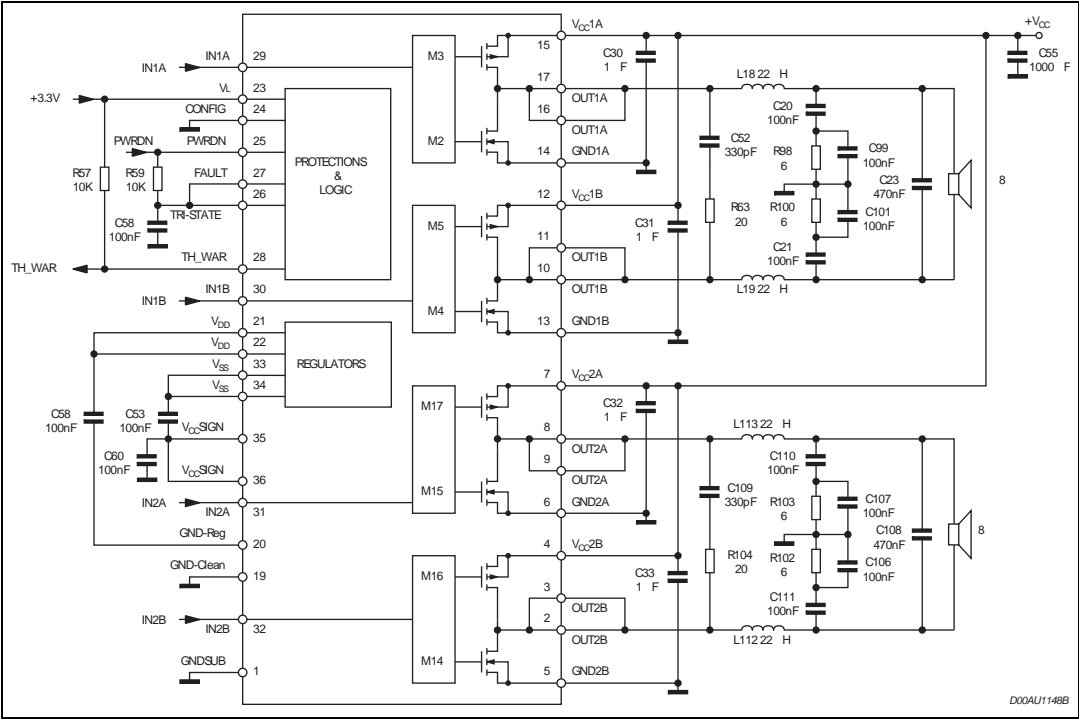 VCC1A
+VCC
IN1A
29
M3
15
C30
1 F
C55
1000 F
IN1A
+3.3V
VL
23
17
OUT1A
L18 22 H
CONFIG
24
16
OUT1A
C20
100nF
PWRDN
PWRDN
25
PROTECTIONS
&
LOGIC
M2
14
GND1A
C52
330pF
R98
6
C99
100nF
R57
10K
R59
10K
FAULT
27
26
TRI-STATE
C58
100nF
12
VCC1B
C23
470nF
8
M5
C31
1 F
R63
20
R100
6
C101
100nF
11
OUT1B
C21
100nF
TH_WAR
TH_WAR
28
10
OUT1B
L19 22 H
IN1B
IN1B
30
M4
13
GND1B
VDD
21
VDD
22
REGULATORS
VSS
33
VSS
34
7
VCC2A
C58
100nF
C53
100nF
M17
C32
1 F
VCCSIGN
35
8
OUT2A
L113 22 H
C60
100nF
9
OUT2A
C110
100nF
VCCSIGN
36
M15
C109
330pF
R103
6
C107
100nF
IN2A
IN2A
31
6
GND2A
C108
470nF
8
GND-Reg
20
4
VCC2B
R104
20
R102
6
C106
100nF
GND-Clean
19
M16
C33
1 F
3
OUT2B
C111
100nF
IN2B
IN2B
32
2
OUT2B
L112 22 H
GNDSUB
1
M14
5
GND2B
D00AU1148B